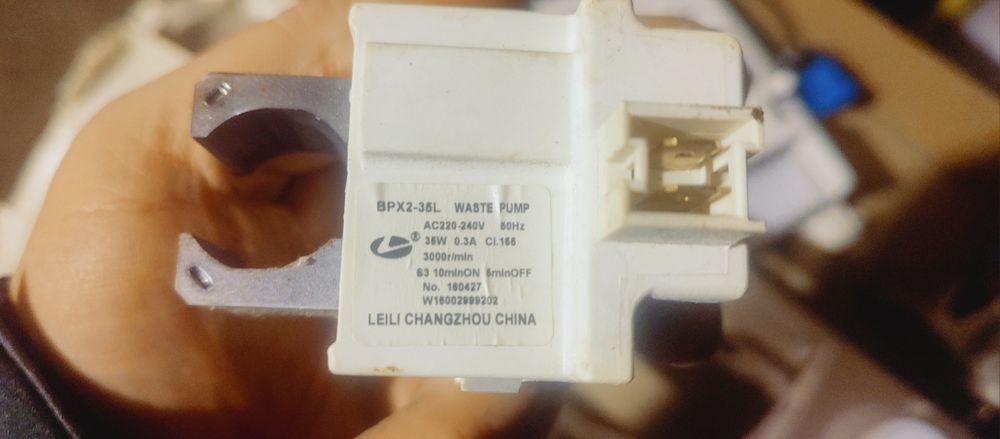 BPX2-35L WASTE PUMP
AC220-240V 50Hz
® 35W 0.3A Cl.155
3000r/min
S3 10minON 5minOFF
No. 160427
W16002999202
LEILI CHANGZHOU CHINA